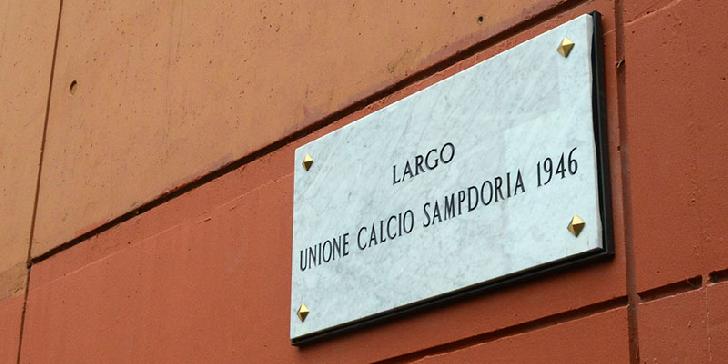 LARGO
UNIONE CALCIO SAMPDORIA 1946